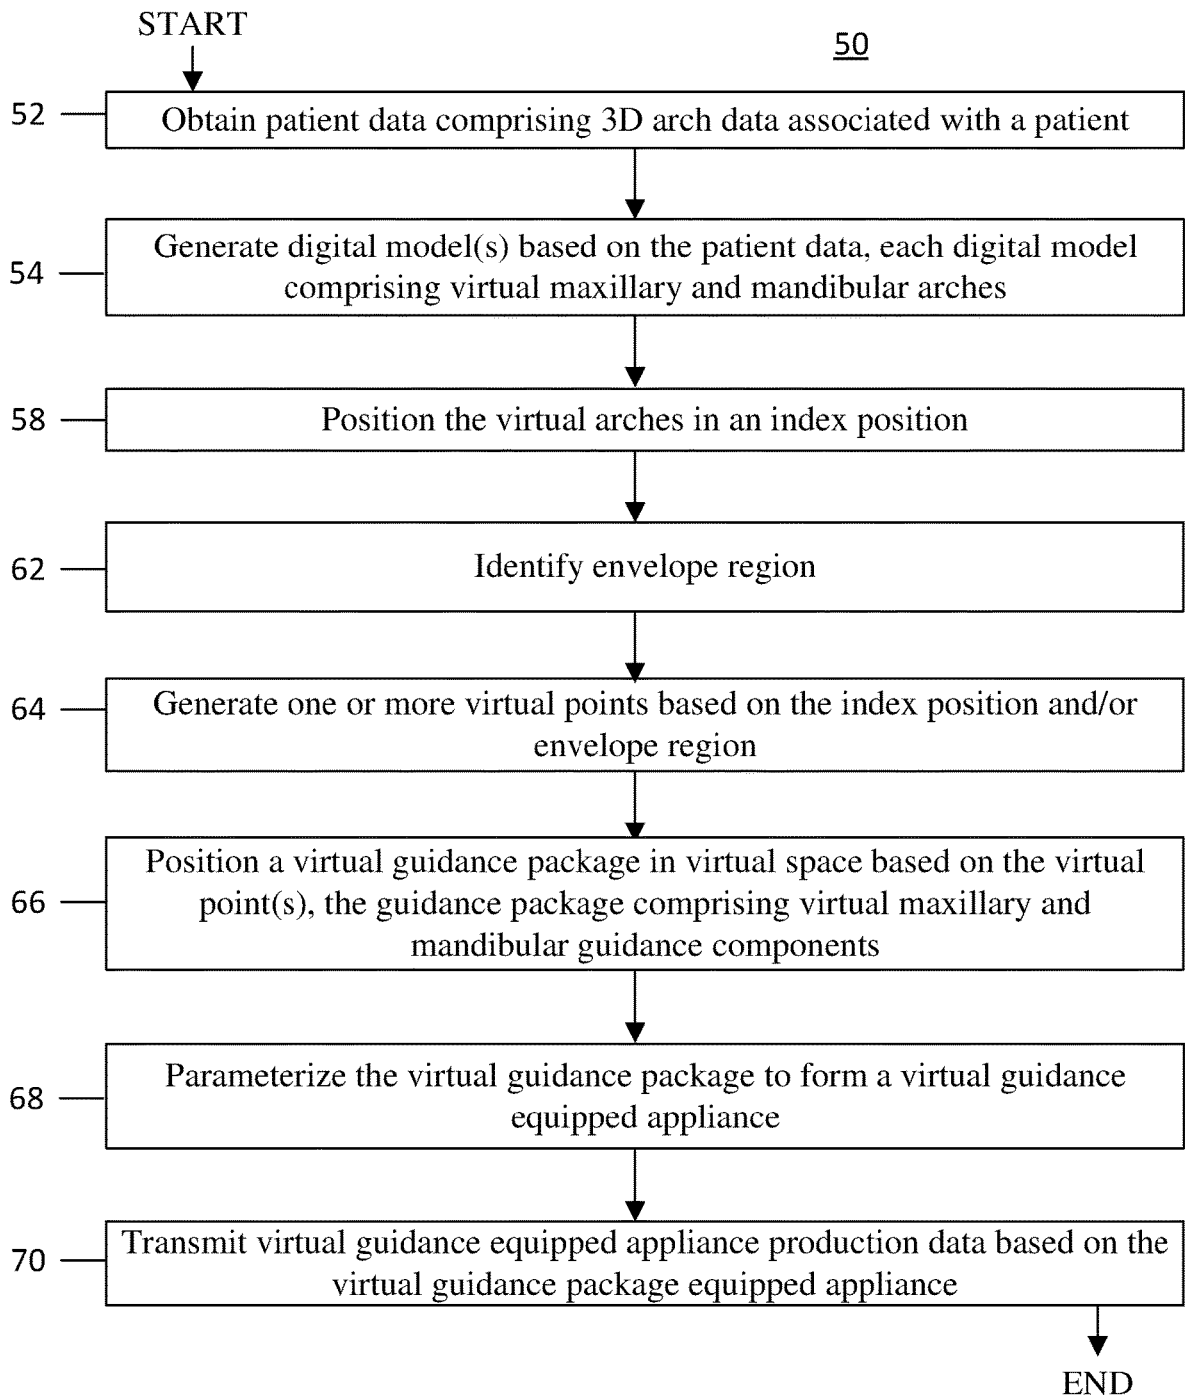 START
50
52
Obtain patient data comprising 3D arch data associated with a patient
54
Generate digital model(s) based on the patient data, each digital model
comprising virtual maxillary and mandibular arches
58
Position the virtual arches in an index position
62
Identify envelope region
64
Generate one or more virtual points based on the index position and/or
envelope region
66
Position a virtual guidance package in virtual space based on the virtual
point(s), the guidance package comprising virtual maxillary and
mandibular guidance components
68
Parameterize the virtual guidance package to form a virtual guidance
equipped appliance
70
Transmit virtual guidance equipped appliance production data based on the
virtual guidance package equipped appliance
END